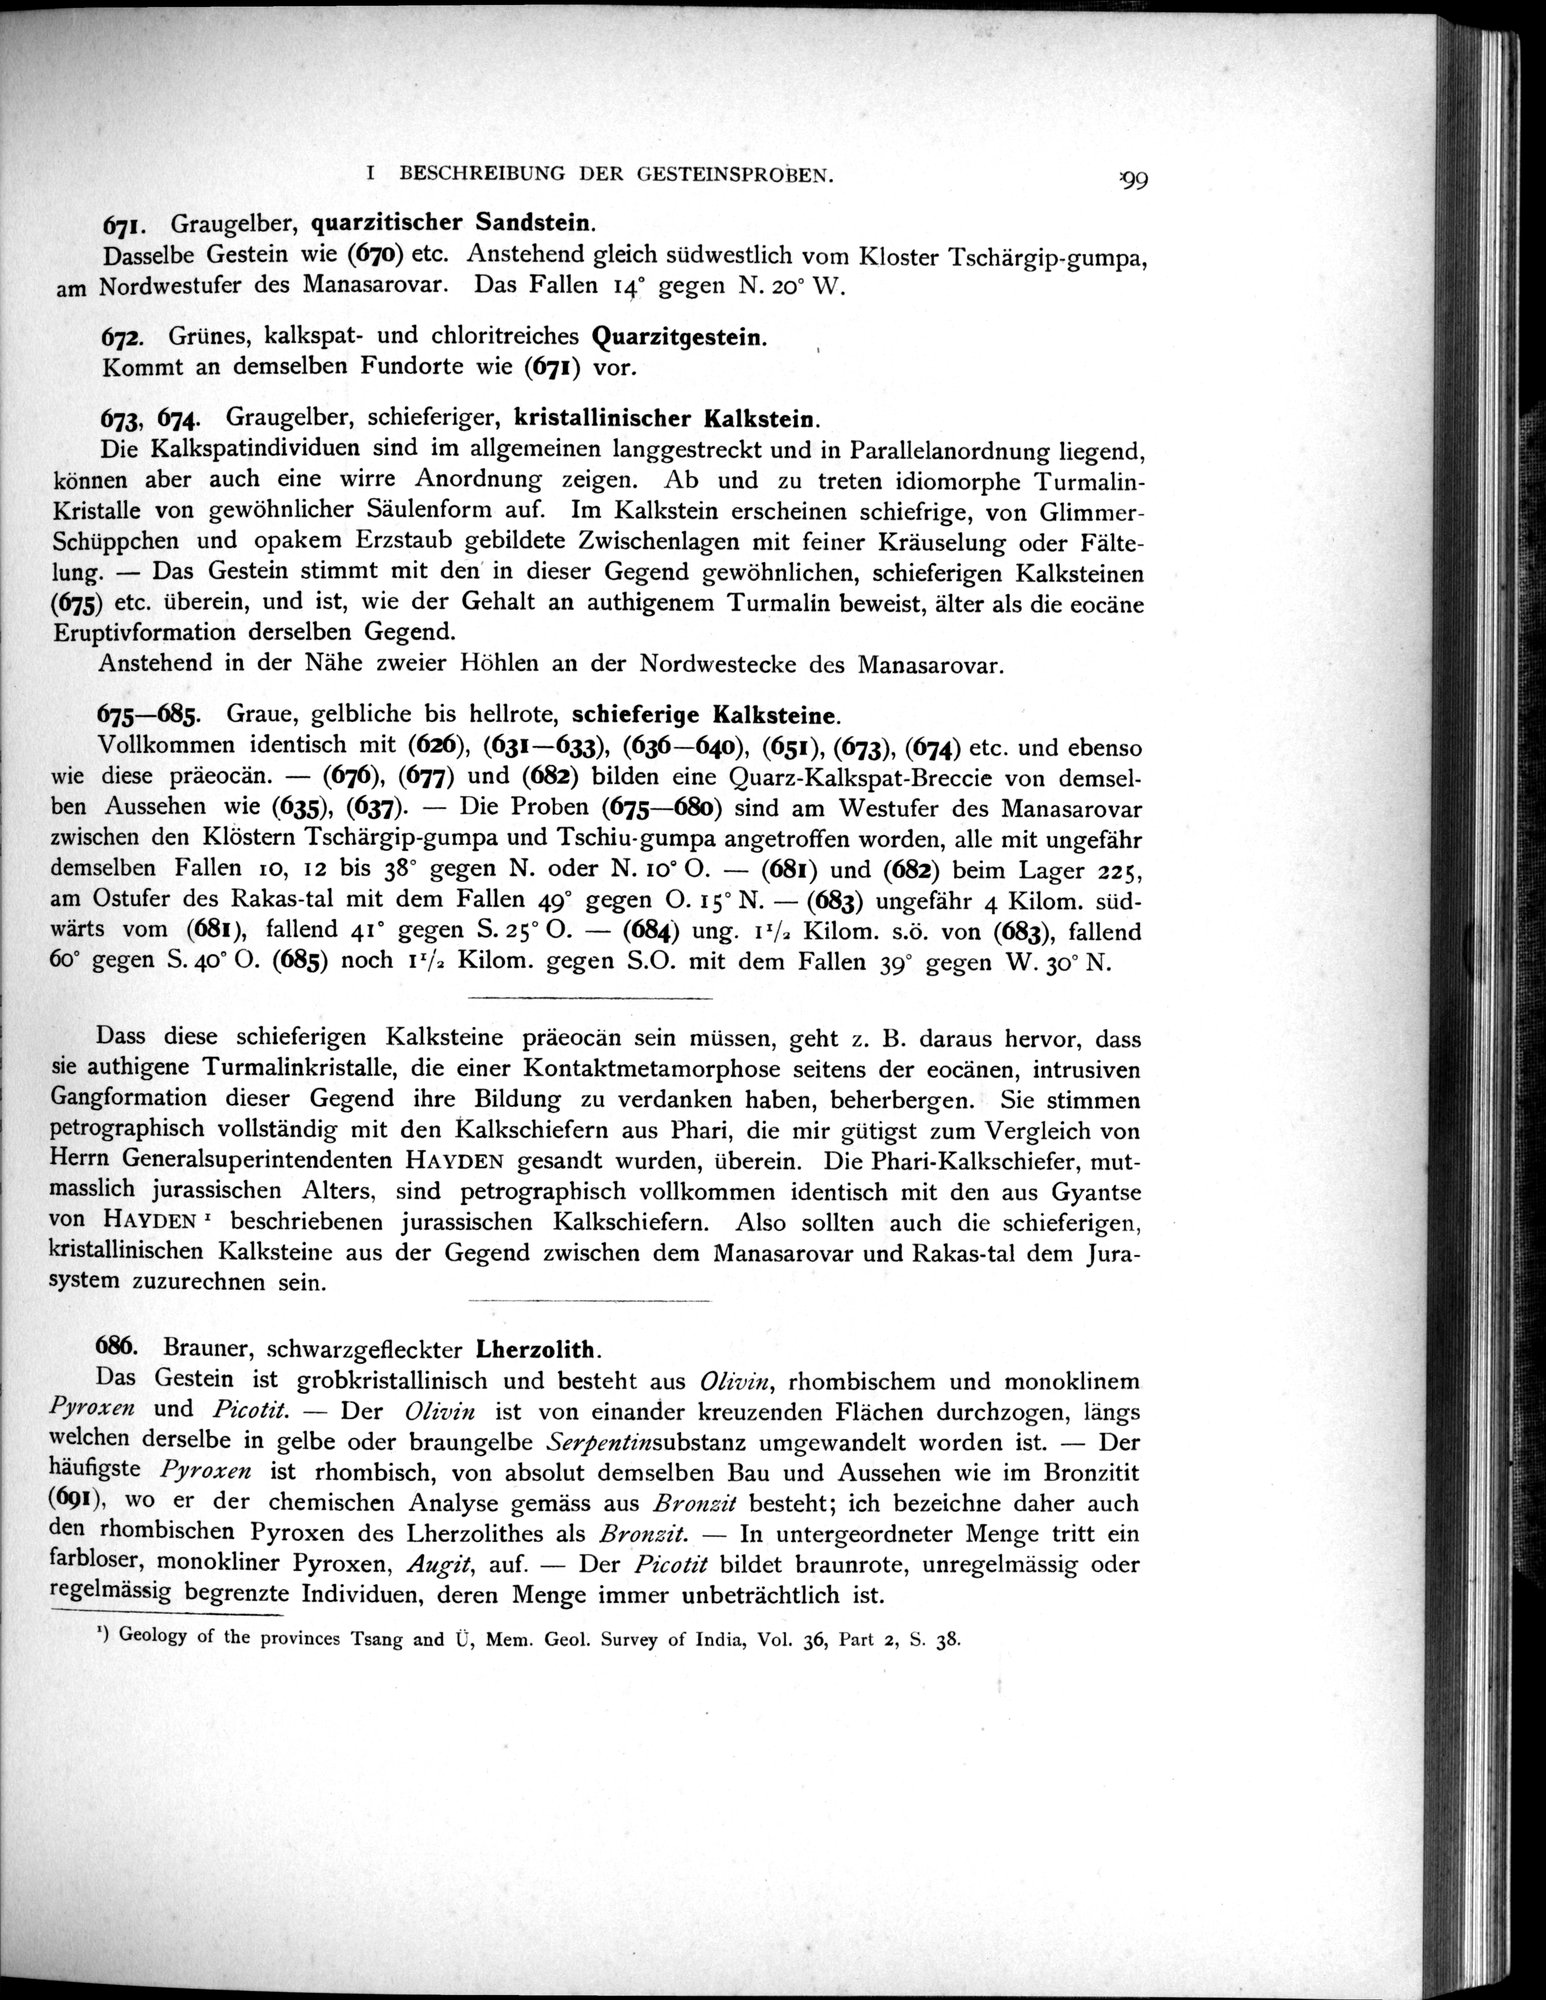 I BESCHREIBUNG DER GESTEINSPROBEN. 99
671. Graugelber, quarzitischer Sandstein.
Dasselbe Gestein wie (670) etc. Anstehend gleich südwestlich vom Kloster Tschärgip-gumpa,
am Nordwestufer des Manasarovar. Das Fallen 14° gegen N. 20° W.
672. Grünes, kalkspat- und chloritreiches Quarzitgestein.
Kommt an demselben Fundorte wie (671) vor.
673, 674. Graugelber, schieferiger, kristallinischer Kalkstein.
Die Kalkspatindividuen sind im allgemeinen langgestreckt und in Parallelanordnung liegend,
können aber auch eine wirre Anordnung zeigen. Ab und zu treten idiomorphe Turmalin-
Kristalle von gewöhnlicher Säulenform auf. Im Kalkstein erscheinen schiefrige, von Glimmer-
Schüppchen und opakem Erzstaub gebildete Zwischenlagen mit feiner Kräuselung oder Fälte-
lung. — Das Gestein stimmt mit den in dieser Gegend gewöhnlichen, schieferigen Kalksteinen
(675) etc. überein, und ist, wie der Gehalt an authigenem Turmalin beweist, älter als die eocäne
Eruptivformation derselben Gegend.
Anstehend in der Nähe zweier Höhlen an der Nordwestecke des Manasarovar.
675—685. Graue, gelbliche bis hellrote, schieferige Kalksteine.
Vollkommen identisch mit (626), (631—633), (636—640), (651), (673), (674) etc. und ebenso
wie diese präeocän. — (676), (677) und (682) bilden eine Quarz-Kalkspat-Breccie von demsel-
ben Aussehen wie (635), (637). — Die Proben (675—680) sind am Westufer des Manasarovar
zwischen den Klöstern Tschärgip-gumpa und Tschiu-gumpa angetroffen worden, alle mit ungefähr
demselben Fallen 10, 12 bis 38° gegen N. oder N. 10° O. — (681) und (682) beim Lager 225,
am Ostufer des Rakas-tal mit dem Fallen 49° gegen O. 15° N. — (683) ungefähr 4 Kilom. süd-
wärts vom (681), fallend 41° gegen S. 25° O. — (684) ung. 1 1/2 Kilom. s.ö. von (683), fallend
60° gegen S. 40° O. (685) noch 1 1/2 Kilom. gegen S.O. mit dem Fallen 39° gegen W. 30° N.
Dass diese schieferigen Kalksteine präeocän sein müssen, geht z. B. daraus hervor, dass
sie authigene Turmalinkristalle, die einer Kontaktmetamorphose seitens der eocänen, intrusiven
Gangformation dieser Gegend ihre Bildung zu verdanken haben, beherbergen. Sie stimmen
petrographisch vollständig mit den Kalkschiefern aus Phari, die mir gütigst zum Vergleich von
Herrn Generalsuperintendenten HAYDEN gesandt wurden, überein. Die Phari-Kalkschiefer, mut-
masslich jurassischen Alters, sind petrographisch vollkommen identisch mit den aus Gyantse
von HAYDEN ¹ beschriebenen jurassischen Kalkschiefern. Also sollten auch die schieferigen,
kristallinischen Kalksteine aus der Gegend zwischen dem Manasarovar und Rakas-tal dem Jura-
system zuzurechnen sein.
686. Brauner, schwarzgefleckter Lherzolith.
Das Gestein ist grobkristallinisch und besteht aus Olivin, rhombischem und monoklinem
Pyroxen und Picotit. — Der Olivin ist von einander kreuzenden Flächen durchzogen, längs
welchen derselbe in gelbe oder braungelbe Serpentinsubstanz umgewandelt worden ist. — Der
häufigste Pyroxen ist rhombisch, von absolut demselben Bau und Aussehen wie im Bronzitit
(691), wo er der chemischen Analyse gemäss aus Bronzit besteht; ich bezeichne daher auch
den rhombischen Pyroxen des Lherzolithes als Bronzit. — In untergeordneter Menge tritt ein
farbloser, monokliner Pyroxen, Augit, auf. — Der Picotit bildet braunrote, unregelmässig oder
regelmässig begrenzte Individuen, deren Menge immer unbeträchtlich ist.
¹) Geology of the provinces Tsang and Ü, Mem. Geol. Survey of India, Vol. 36, Part 2, S. 38.